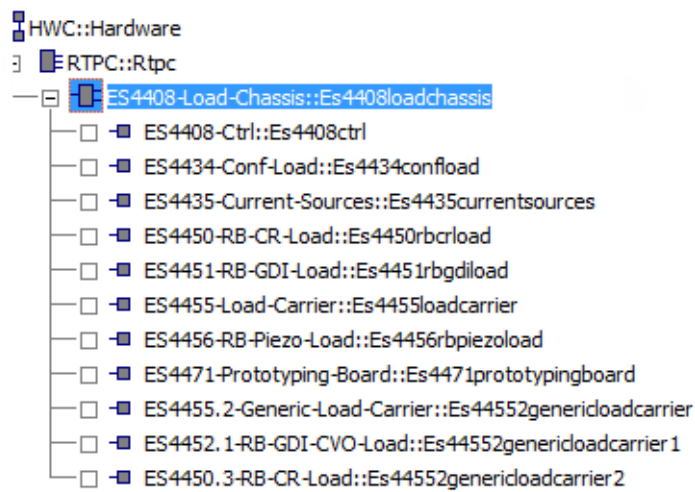 HWC::Hardware
RTPC::Rtpc
ES4408-Load-Chassis::Es4408loadchassis
ES4408-Ctrl::Es4408ctrl
ES4434-Conf-Load::Es4434confload
ES4435-Current-Sources::Es4435currentsources
ES4450-RB-CR-Load::Es4450rbcrload
ES4451-RB-GDI-Load::Es4451rbgdiload
ES4455-Load-Carrier::Es4455loadcarrier
ES4456-RB-Piezo-Load::Es4456rbpiezoload
ES4471-Prototyping-Board::Es4471prototypingboard
ES4455.2-Generic-Load-Carrier::Es44552genericloadcarrier
ES4452.1-RB-GDI-CVO-Load::Es44552genericloadcarrier1
ES4450.3-RB-CR-Load::Es44552genericloadcarrier2